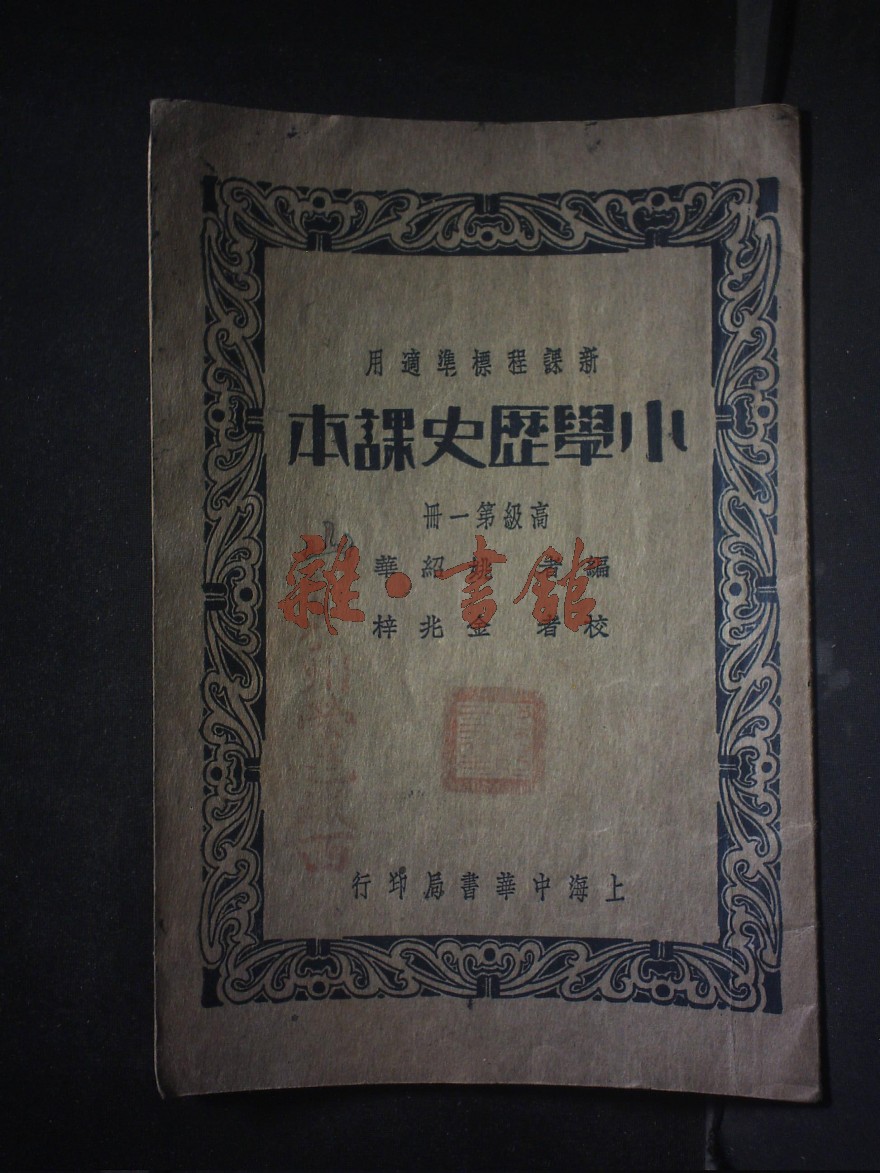 新課程標準適用
小學歷史課本
高級第一冊
編者 姚紹華
校者 金兆梓
上海中華書局印行
雜·書館